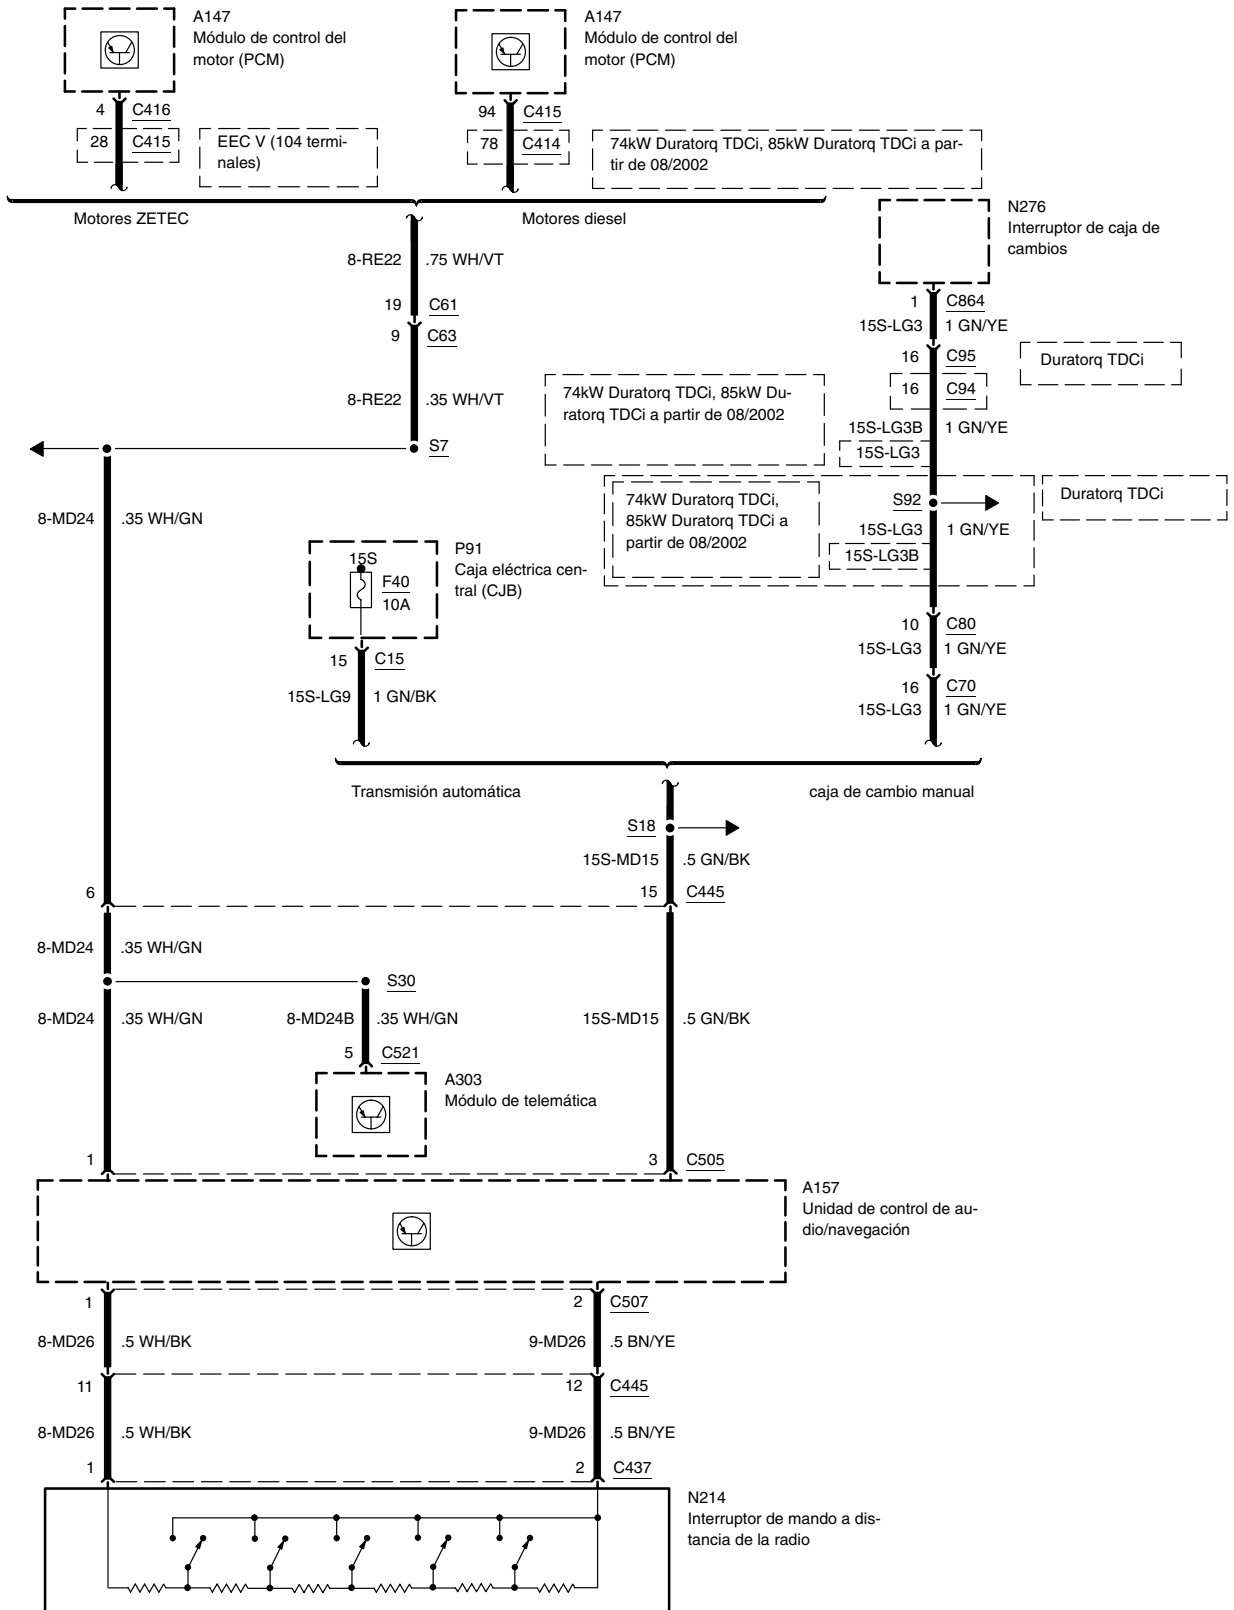 A147
Módulo de control del
motor (PCM)
A147
Módulo de control del
motor (PCM)
4 C416
28 C415
EEC V (104 termi-
nales)
94 C415
78 C414
74kW Duratorq TDCi, 85kW Duratorq TDCi a par-
tir de 08/2002
Motores ZETEC
Motores diesel
N276
Interruptor de caja de
cambios
8-RE22 .75 WH/VT
19 C61
9 C63
8-RE22 .35 WH/VT
S7
1 C864
15S-LG3 1 GN/YE
16 C95
Duratorq TDCi
16 C94
74kW Duratorq TDCi, 85kW Du-
ratorq TDCi a partir de 08/2002
15S-LG3B 1 GN/YE
15S-LG3
74kW Duratorq TDCi,
85kW Duratorq TDCi a
partir de 08/2002
S92
Duratorq TDCi
15S-LG3 1 GN/YE
15S-LG3B
8-MD24 .35 WH/GN
P91
Caja eléctrica cen-
tral (CJB)
15S
F40
10A
15 C15
15S-LG9 1 GN/BK
10 C80
15S-LG3 1 GN/YE
16 C70
15S-LG3 1 GN/YE
Transmisión automática
caja de cambio manual
S18
15S-MD15 .5 GN/BK
6
15 C445
8-MD24 .35 WH/GN
S30
8-MD24 .35 WH/GN
8-MD24B .35 WH/GN
15S-MD15 .5 GN/BK
5 C521
A303
Módulo de telemática
1
3 C505
A157
Unidad de control de au-
dio/navegación
1
2 C507
8-MD26 .5 WH/BK
9-MD26 .5 BN/YE
11
12 C445
8-MD26 .5 WH/BK
9-MD26 .5 BN/YE
1
2 C437
N214
Interruptor de mando a dis-
tancia de la radio